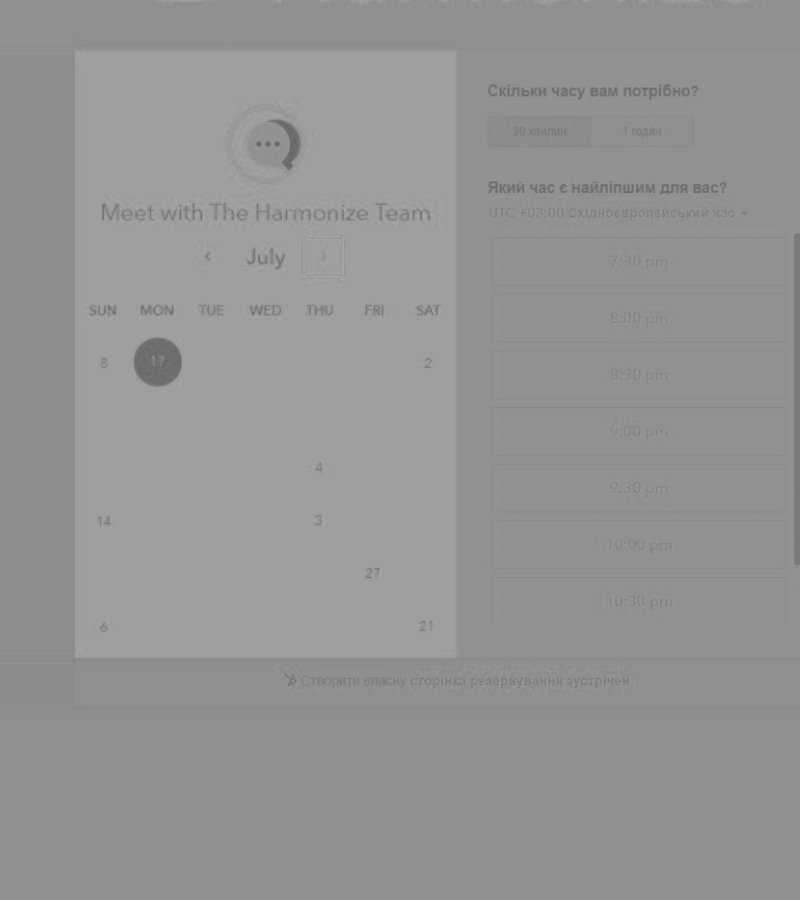 Meet with The Harmonize Team
July
SUN MON TUE WED THU FRI SAT
8 17 2
4
14 3
27
6 21
Скільки часу вам потрібно?
30 хвилин 1 годин
Який час є найліпшим для вас?
UTC +03:00 Східноєвропейський час
7:30 pm
8:00 pm
8:30 pm
9:00 pm
9:30 pm
10:00 pm
10:30 pm
Створити власну сторінка резервування зустрічей